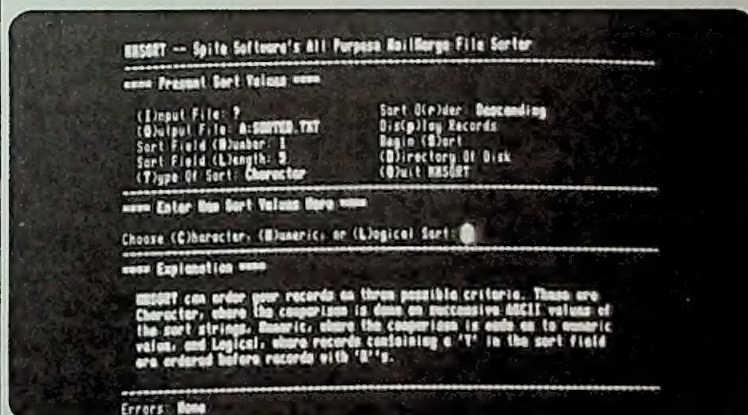 MRSORT -- Spite Software's All Purpose MailMerge File Sorter
==== Present Sort Values ====
(I)nput File: ? Sort O(r)der: Descending
(O)utput File: A:SORTED.TXT Dis(p)lay Records
Sort Field (N)umber: 1 Begin (S)ort
Sort Field (L)ength: 5 (D)irectory Of Disk
(T)ype Of Sort: Character (Q)uit
==== Enter New Sort Values Here ====
Choose (C)haracter, (N)umeric, or (L)ogical Sort:
==== Explanation ====
can order your records on three possible criteria. These are
Character, where the comparison is done on successive ASCII values of
the sort strings, Numeric, where the comparison is made as to numeric
value, and Logical, where records containing a 'T' in the sort field
are ordered before records with 's.
Errors: None